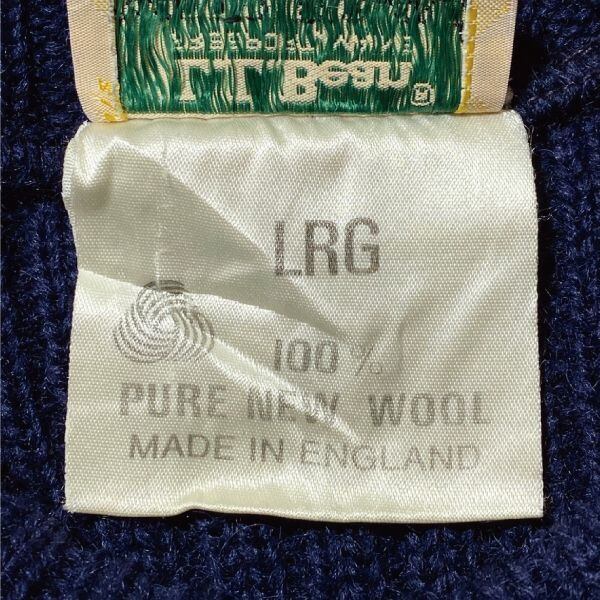 L.L.Bean®
LRG
100%
PURE NEW WOOL
MADE IN ENGLAND